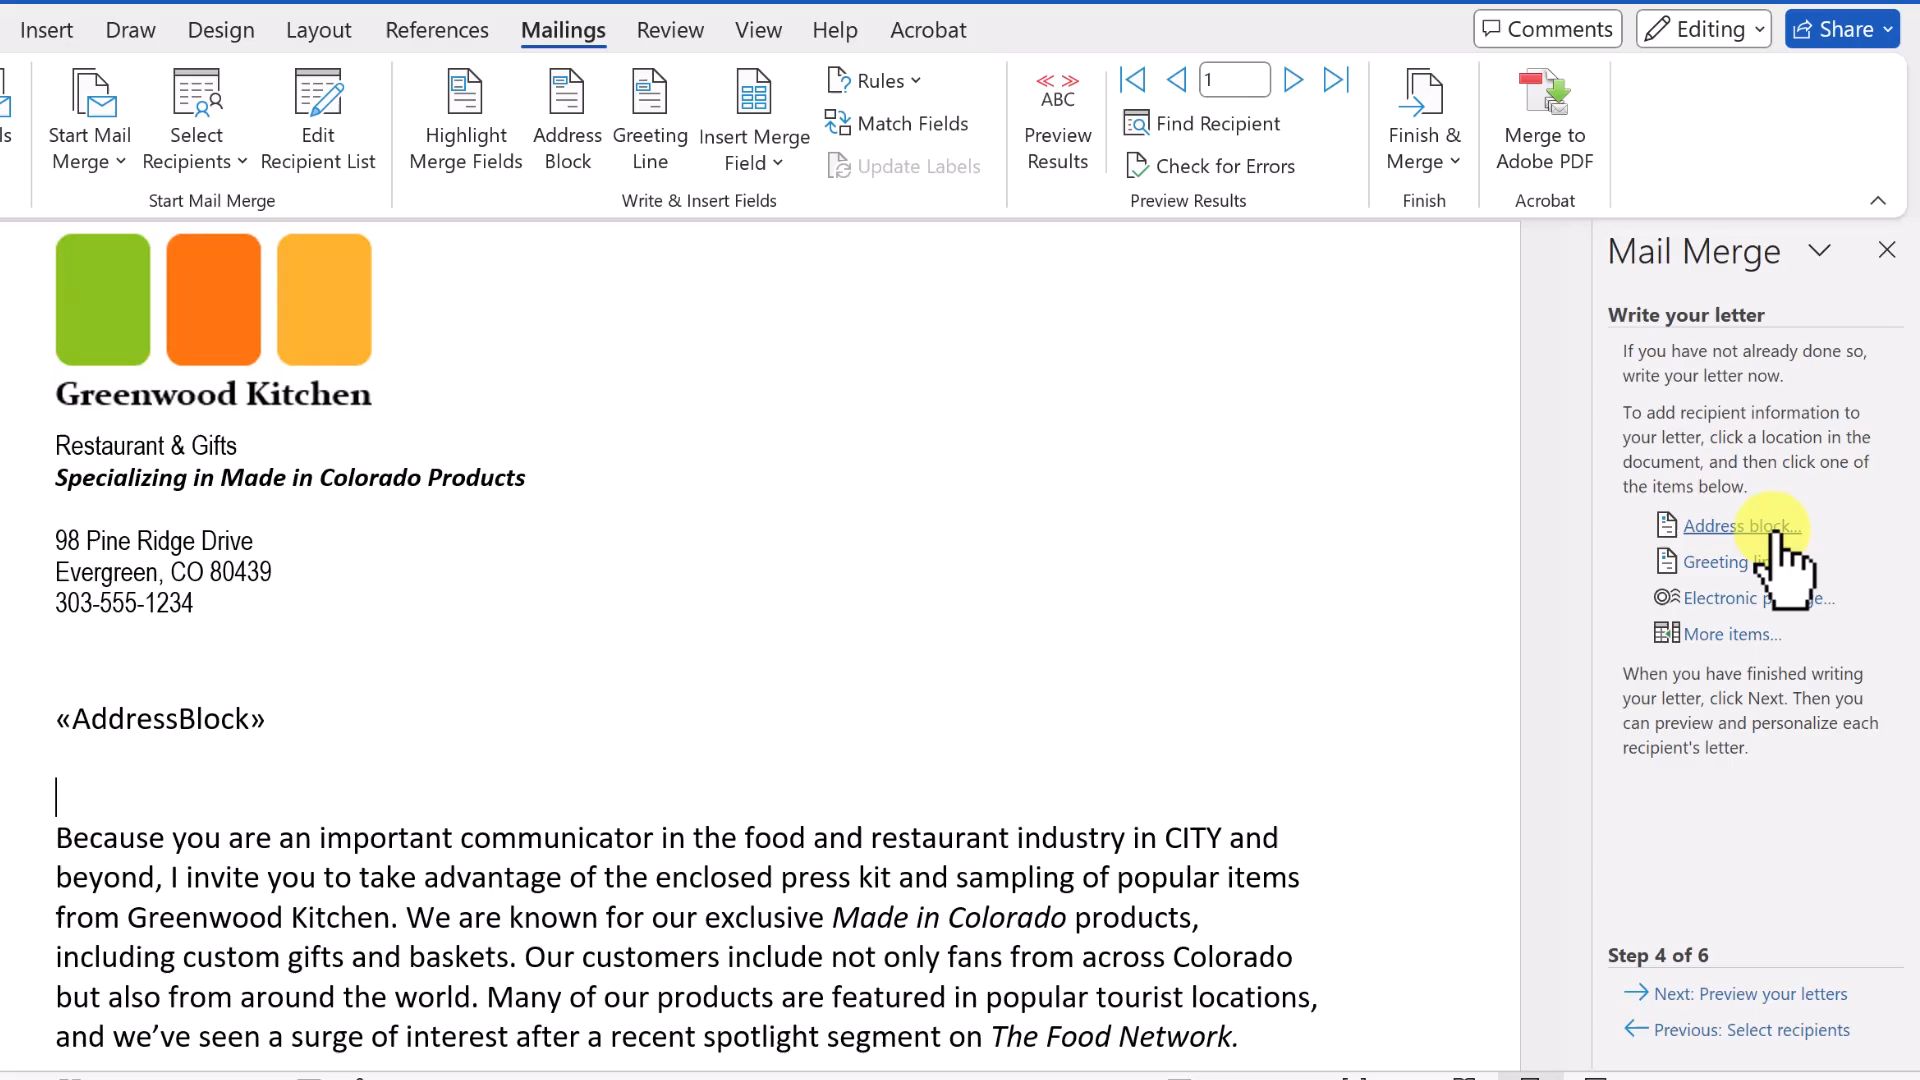 Insert Draw Design Layout References Mailings Review View Help Acrobat Comments Editing Share
Start Mail Merge
Select Recipients
Edit Recipient List
Start Mail Merge
Highlight Merge Fields
Address Block
Greeting Line
Insert Merge Field
Rules
Match Fields
Update Labels
Write & Insert Fields
ABC
Preview Results
1
Find Recipient
Check for Errors
Preview Results
Finish & Merge
Finish
Merge to Adobe PDF
Acrobat
Greenwood Kitchen
Restaurant & Gifts
Specializing in Made in Colorado Products
98 Pine Ridge Drive
Evergreen, CO 80439
303-555-1234
«AddressBlock»
Because you are an important communicator in the food and restaurant industry in CITY and
beyond, I invite you to take advantage of the enclosed press kit and sampling of popular items
from Greenwood Kitchen. We are known for our exclusive Made in Colorado products,
including custom gifts and baskets. Our customers include not only fans from across Colorado
but also from around the world. Many of our products are featured in popular tourist locations,
and we’ve seen a surge of interest after a recent spotlight segment on The Food Network.
Mail Merge
Write your letter
If you have not already done so,
write your letter now.
To add recipient information to
your letter, click a location in the
document, and then click one of
the items below.
Address block...
Greeting
Electronic
More items...
When you have finished writing
your letter, click Next. Then you
can preview and personalize each
recipient's letter.
Step 4 of 6
Next: Preview your letters
Previous: Select recipients